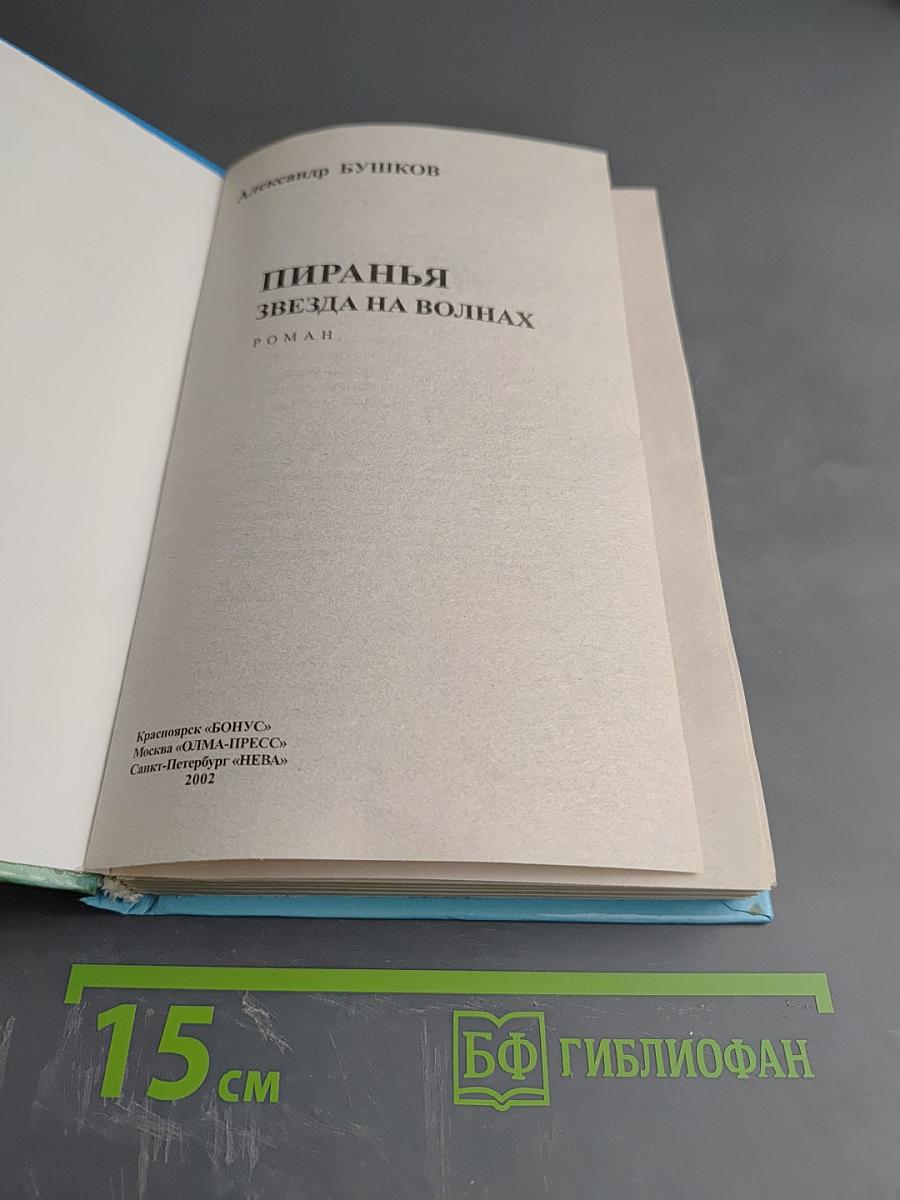 Александр БУШКОВ
ПИРАНЬЯ
ЗВЕЗДА НА ВОЛНАХ
РОМАН
Красноярск «БОНУС»
Москва «ОЛМА-ПРЕСС»
Санкт-Петербург «НЕВА»
2002
15 СМ
БФ ГИБЛИОФАН